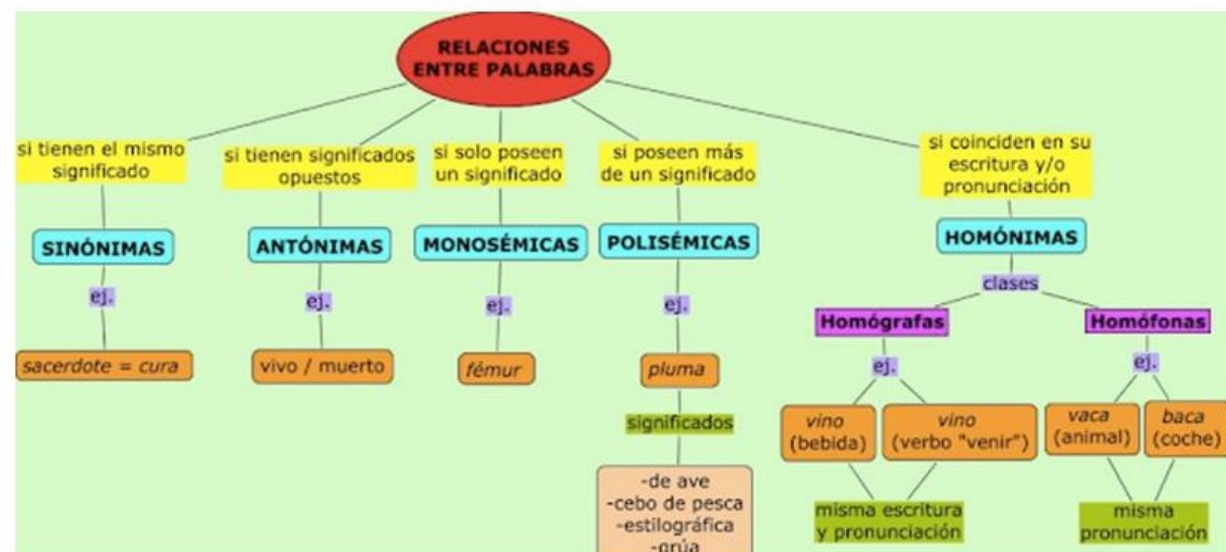 RELACIONES
ENTRE PALABRAS
si tienen el mismo
significado
si tienen significados
opuestos
si solo poseen
un significado
si poseen más
de un significado
si coinciden en su
escritura y/o
pronunciación
SINÓNIMAS
ANTÓNIMAS
MONOSÉMICAS
POLISÉMICAS
HOMÓNIMAS
ej.
ej.
ej.
ej.
clases
Homógrafas
Homófonas
sacerdote = cura
vivo / muerto
fémur
pluma
ej.
ej.
significados
vino
(bebida)
vino
(verbo "venir")
vaca
(animal)
baca
(coche)
-de ave
-cebo de pesca
-estilográfica
-grúa
misma escritura
y pronunciación
misma
pronunciación